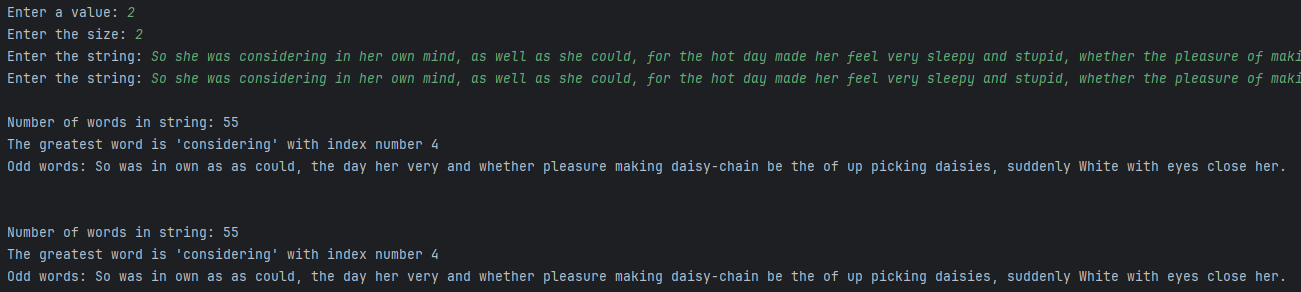 Enter a value: 2
Enter the size: 2
Enter the string: So she was considering in her own mind, as well as she could, for the hot day made her feel very sleepy and stupid, whether the pleasure of maki
Enter the string: So she was considering in her own mind, as well as she could, for the hot day made her feel very sleepy and stupid, whether the pleasure of maki
Number of words in string: 55
The greatest word is 'considering' with index number 4
Odd words: So was in own as as could, the day her very and whether pleasure making daisy-chain be the of up picking daisies, suddenly White with eyes close her.
Number of words in string: 55
The greatest word is 'considering' with index number 4
Odd words: So was in own as as could, the day her very and whether pleasure making daisy-chain be the of up picking daisies, suddenly White with eyes close her.